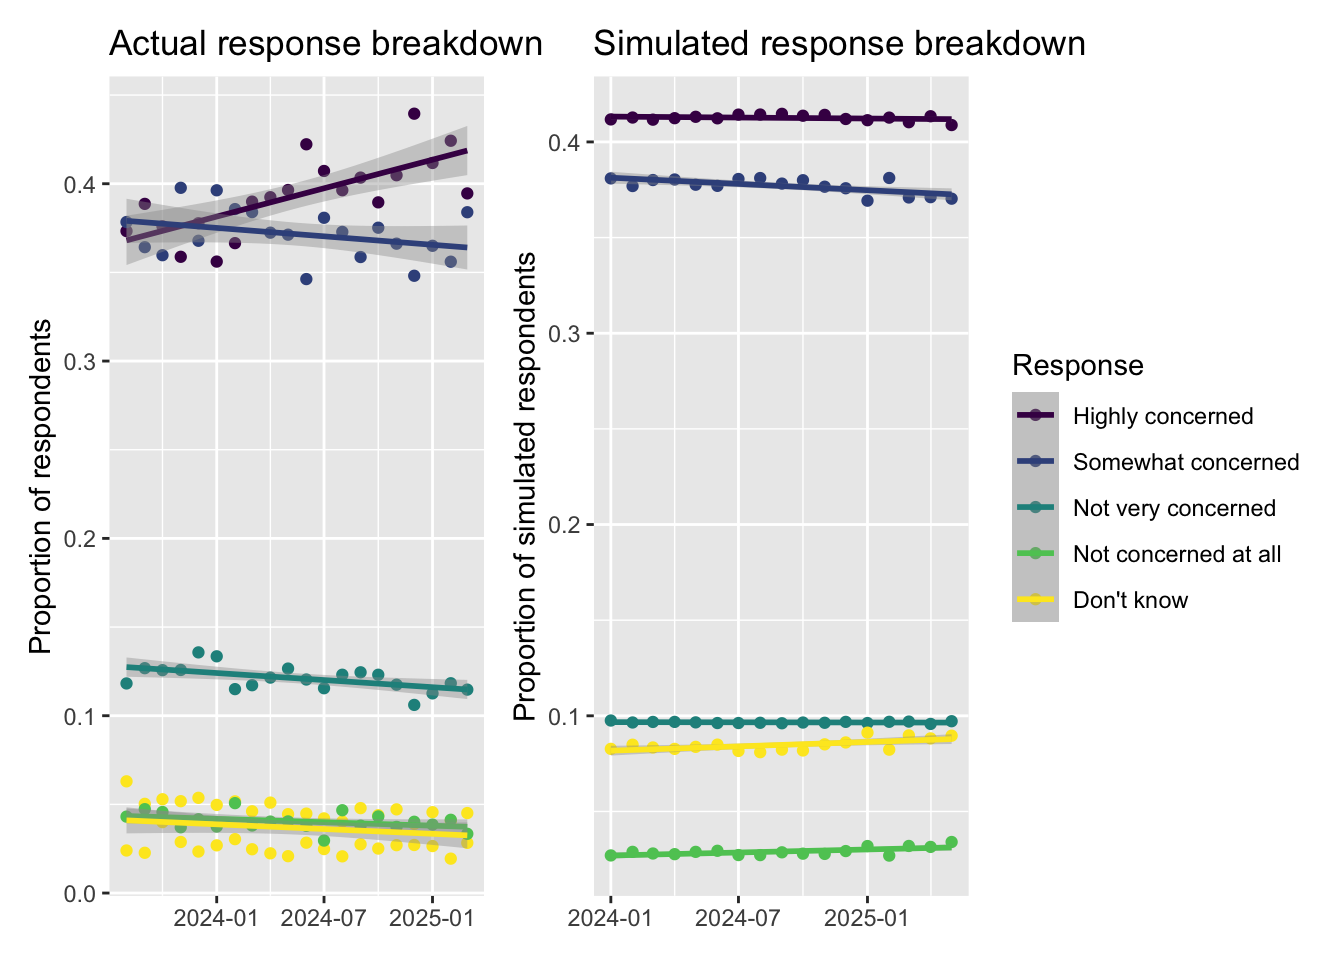 Actual response breakdown
Proportion of respondents
0.4
0.3
0.2
0.1
0.0
2024-01
2024-07
2025-01
Simulated response breakdown
Proportion of simulated respondents
0.4
0.3
0.2
0.1
2024-01
2024-07
2025-01
Response
Highly concerned
Somewhat concerned
Not very concerned
Not concerned at all
Don't know